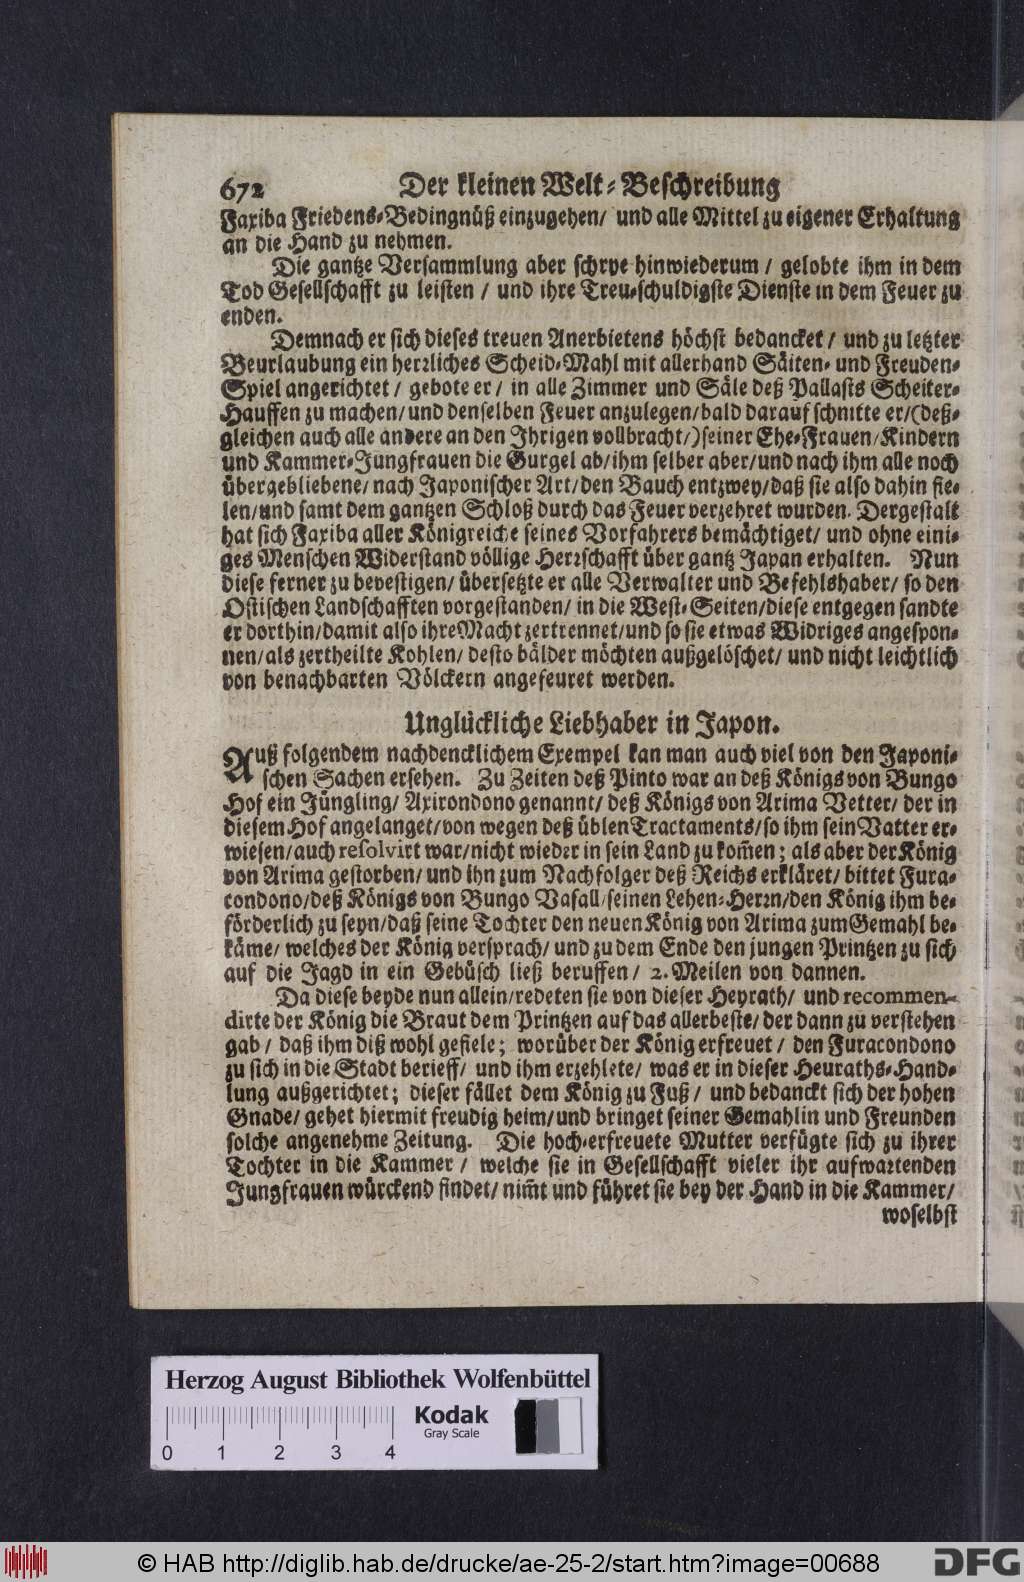 672 Der kleinen Welt-Beschreibung
Faxiba Friedens-Bedingnüß einzugehen/ und alle Mittel zu eigener Erhaltung
an die Hand zu nehmen.
Die gantze Versammlung aber schrye hinwiederum / gelobte ihm in dem
Tod Gesellschafft zu leisten / und ihre Treu-schuldigste Dienste in dem Feuer zu
enden.
Demnach er sich dieses treuen Anerbietens höchst bedancket / und zu letzter
Beurlaubung ein herrliches Scheid-Mahl mit allerhand Säiten- und Freuden-
Spiel angerichtet / gebote er / in alle Zimmer und Säle deß Pallasts Scheiter-
Hauffen zu machen/ und denselben Feuer anzulegen/ bald darauf schnitte er/ (deß-
gleichen auch alle andere an den Ihrigen vollbracht/) seiner Ehe-Frauen/ Kindern
und Kammer-Jungfrauen die Gurgel ab/ ihm selber aber/ und nach ihm alle noch
übergebliebene/ nach Japonischer Art/ den Bauch entzwey/ daß sie also dahin fie-
len/ und samt dem gantzen Schloß durch das Feuer verzehret wurden. Dergestalt
hat sich Faxiba aller Königreiche seines Vorfahrers bemächtiget/ und ohne eini-
ges Menschen Widerstand völlige Herrschafft über gantz Japan erhalten. Nun
diese ferner zu bevestigen/ übersetzte er alle Verwalter und Befehlshaber/ so den
Ostischen Landschafften vorgestanden/ in die West-Seiten/ diese entgegen sandte
er dorthin/ damit also ihre Macht zertrennet/ und so sie etwas Widriges angespon-
nen/ als zertheilte Kohlen/ desto bälder möchten außgelöschet/ und nicht leichtlich
von benachbarten Völckern angefeuret werden.
Unglückliche Liebhaber in Japon.
Auß folgendem nachdencklichem Exempel kan man auch viel von den Japoni-
schen Sachen ersehen. Zu Zeiten deß Pinto war an deß Königs von Bungo
Hof ein Jüngling/ Axirondono genannt/ deß Königs von Arima Vetter/ der in
diesem Hof angelanget/ von wegen deß üblen Tractaments/ so ihm sein Vatter er-
wiesen/ auch resolvirt war/ nicht wieder in sein Land zu kom̃en; als aber der König
von Arima gestorben/ und ihn zum Nachfolger deß Reichs erkläret/ bittet Fura-
condono/ deß Königs von Bungo Vasall/ seinen Lehen-Herrn/ den König ihm be-
förderlich zu seyn/ daß seine Tochter den neuen König von Arima zum Gemahl be-
käme/ welches der König versprach/ und zu dem Ende den jungen Printzen zu sich
auf die Jagd in ein Gebüsch ließ beruffen/ 2. Meilen von dannen.
Da diese beyde nun allein/ redeten sie von dieser Heyrath/ und recommen-
dirte der König die Braut dem Printzen auf das allerbeste/ der dann zu verstehen
gab / daß ihm diß wohl gefiele; worüber der König erfreuet / den Furacondono
zu sich in die Stadt berieff/ und ihm erzehlete/ was er in dieser Heuraths-Hand-
lung außgerichtet; dieser fället dem König zu Fuß/ und bedanckt sich der hohen
Gnade/ gehet hiermit freudig heim/ und bringet seiner Gemahlin und Freunden
solche angenehme Zeitung. Die hoch-erfreuete Mutter verfügte sich zu ihrer
Tochter in die Kammer / welche sie in Gesellschafft vieler ihr aufwartenden
Jungfrauen würckend findet/ nim̃t und führet sie bey der Hand in die Kammer/
woselbst
Herzog August Bibliothek Wolfenbüttel
Kodak
Gray Scale
0 1 2 3 4
© HAB http://diglib.hab.de/drucke/ae-25-2/start.htm?image=00688
DFG